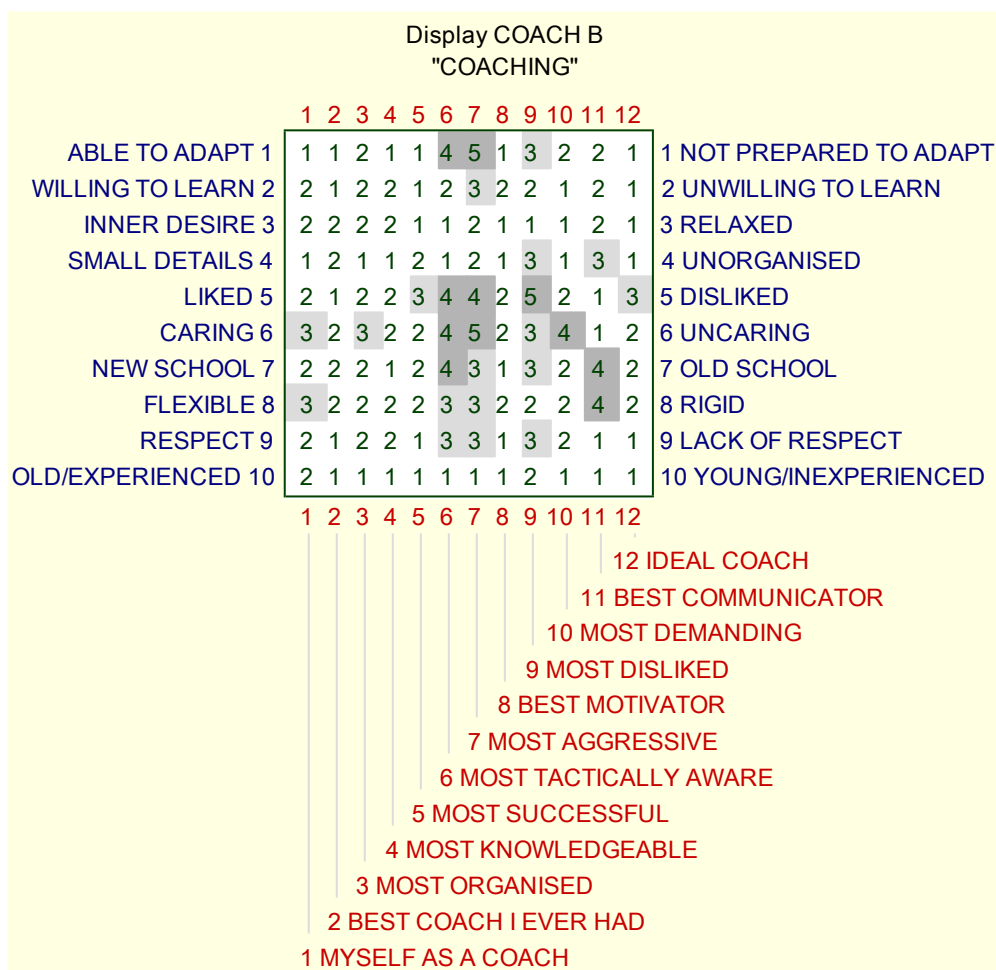 Display COACH B
"COACHING"
1 2 3 4 5 6 7 8 9 10 11 12
ABLE TO ADAPT 1 1 1 2 1 1 4 5 1 3 2 2 1 1 NOT PREPARED TO ADAPT
WILLING TO LEARN 2 2 1 2 2 1 2 3 2 2 1 2 1 2 UNWILLING TO LEARN
INNER DESIRE 3 2 2 2 2 1 1 2 1 1 1 2 1 3 RELAXED
SMALL DETAILS 4 1 2 1 1 2 1 2 1 3 1 3 1 4 UNORGANISED
LIKED 5 2 1 2 2 3 4 4 2 5 2 1 3 5 DISLIKED
CARING 6 3 2 3 2 2 4 5 2 3 4 1 2 6 UNCARING
NEW SCHOOL 7 2 2 2 1 2 4 3 1 3 2 4 2 7 OLD SCHOOL
FLEXIBLE 8 3 2 2 2 2 3 3 2 2 2 4 2 8 RIGID
RESPECT 9 2 1 2 2 1 3 3 1 3 2 1 1 9 LACK OF RESPECT
OLD/EXPERIENCED 10 2 1 1 1 1 1 1 1 2 1 1 1 10 YOUNG/INEXPERIENCED
1 2 3 4 5 6 7 8 9 10 11 12
12 IDEAL COACH
11 BEST COMMUNICATOR
10 MOST DEMANDING
9 MOST DISLIKED
8 BEST MOTIVATOR
7 MOST AGGRESSIVE
6 MOST TACTICALLY AWARE
5 MOST SUCCESSFUL
4 MOST KNOWLEDGEABLE
3 MOST ORGANISED
2 BEST COACH I EVER HAD
1 MYSELF AS A COACH